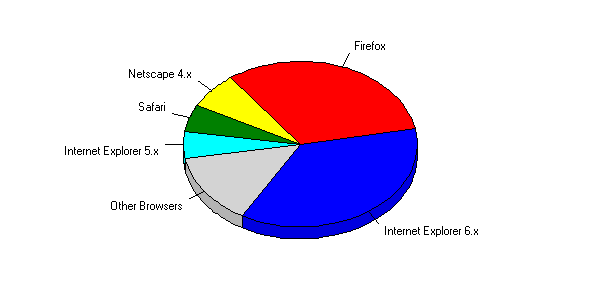 Firefox
Netscape 4.x
Safari
Internet Explorer 5.x
Other Browsers
Internet Explorer 6.x